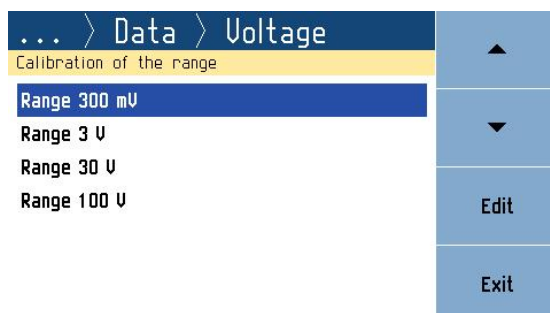 ... 〉 Data 〉 Voltage
Calibration of the range
Range 300 mV
Range 3 V
Range 30 V
Range 100 V
Edit
Exit